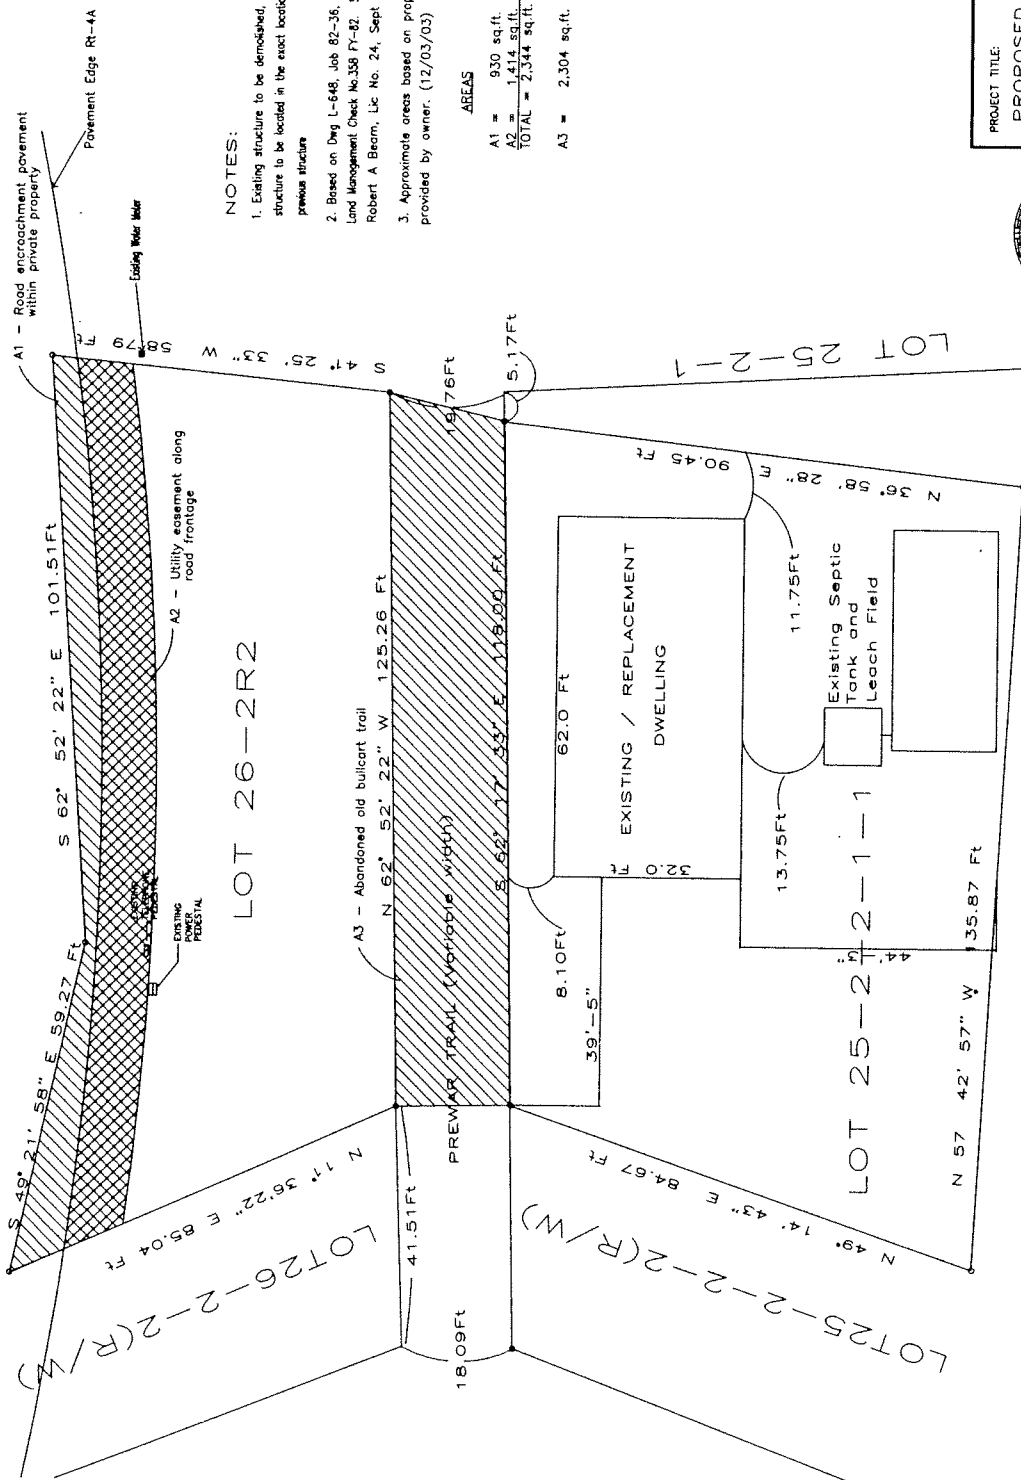 A1 - Road encroachment pavement
within private property
Pavement Edge Rt-4A
Existing Water Meter
S 49° 21' 58" E 59.27 Ft
S 62° 52' 22" E 101.51Ft
S 41° 25' 33" W 58.79 Ft
A2 - Utility easement along
road frontage
EXISTING
POWER
PEDESTAL
LOT 26-2R2
N 11° 36'22" E 85.04 Ft
LOT26-2-2(R/W)
A3 - Abandoned old bullcart trail
N 62° 52' 22" W 125.26 Ft
PREWAR TRAIL (Variable width)
S 62° 17' 33" E 118.00 Ft
19.76Ft
5.17Ft
41.51Ft
18.09Ft
LOT 25-2-1
N 36° 58' 28" E 90.45 Ft
62.0 Ft
32.0 Ft
EXISTING / REPLACEMENT
DWELLING
8.10Ft
39'-5"
11.75Ft
13.75Ft
Existing Septic
Tank and
Leach Field
LOT 25-2-2-1-1
N 57 42' 57" W 135.87 Ft
N 49° 14' 43" E 84.67 Ft
LOT25-2-2-2(R/W)
NOTES:
1. Existing structure to be demolished,
structure to be located in the exact locatio
previous structure
2. Based on Dwg L-648, Job 82-36,
Land Management Check No.358 FY-82.
Robert A Beam, Lic No. 24, Sept
3. Approximate areas based on prop
provided by owner. (12/03/03)
AREAS
A1 = 930 sq.ft.
A2 = 1,414 sq.ft.
TOTAL = 2,344 sq.ft.
A3 = 2,304 sq.ft.
PROJECT TITLE:
PROPOSED